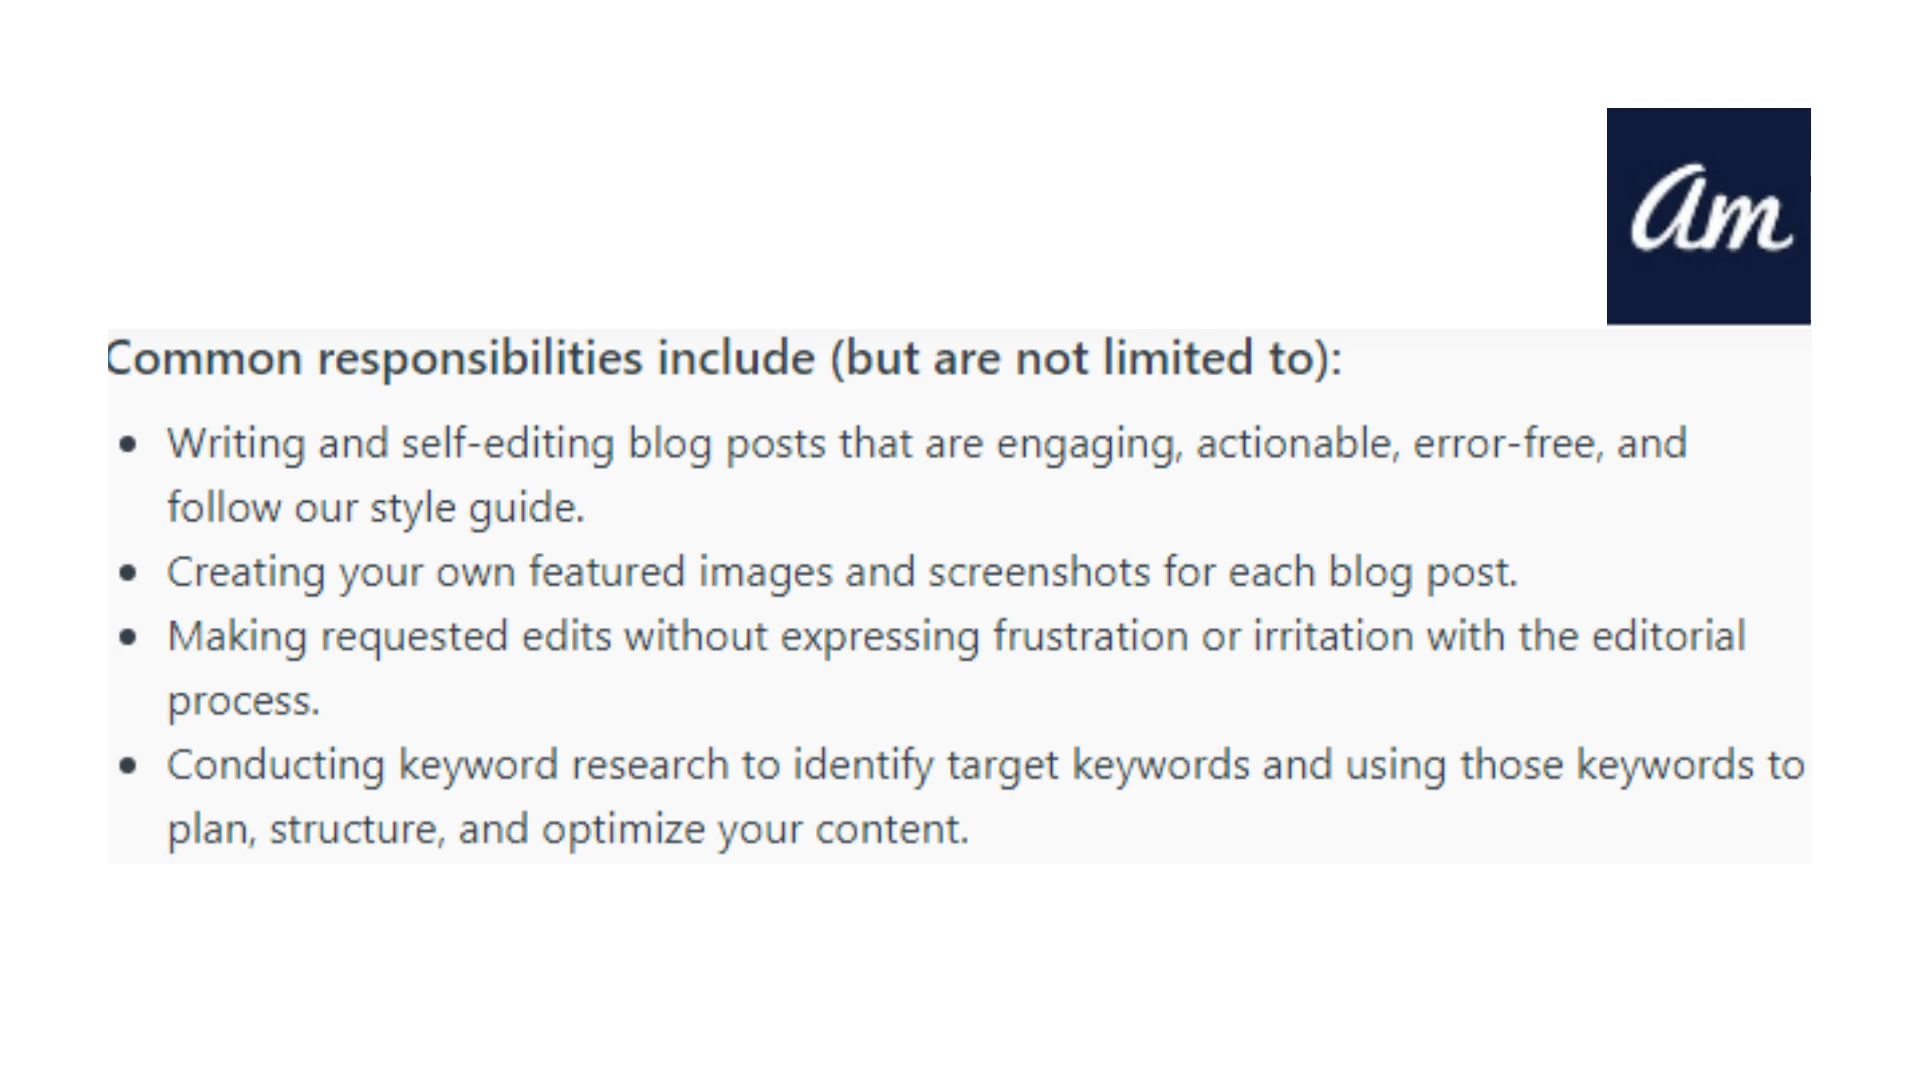 am
Common responsibilities include (but are not limited to):
• Writing and self-editing blog posts that are engaging, actionable, error-free, and
follow our style guide.
• Creating your own featured images and screenshots for each blog post.
• Making requested edits without expressing frustration or irritation with the editorial
process.
• Conducting keyword research to identify target keywords and using those keywords to
plan, structure, and optimize your content.